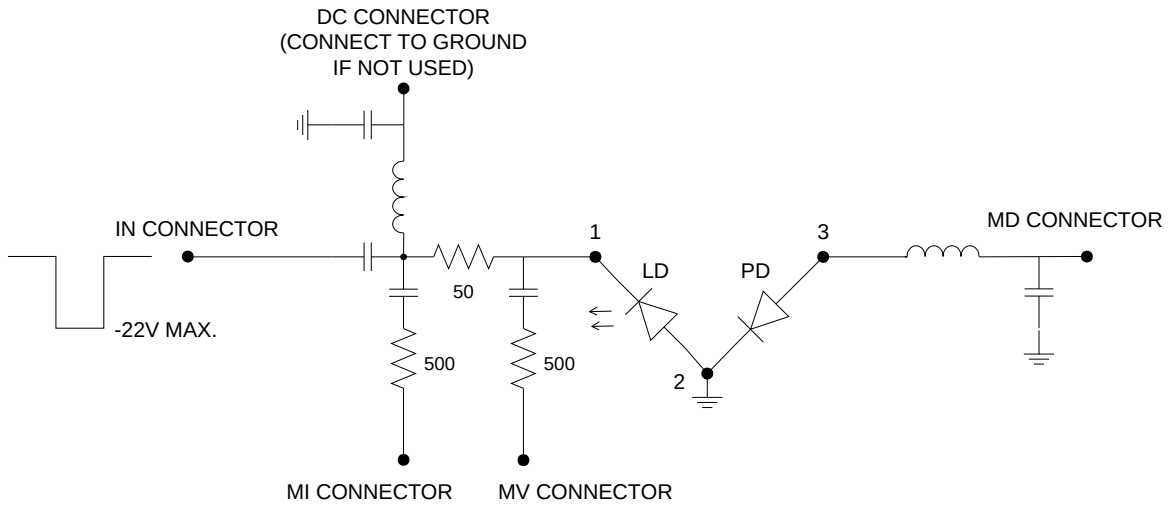 DC CONNECTOR
(CONNECT TO GROUND
IF NOT USED)
IN CONNECTOR
-22V MAX.
50
500
500
1
LD
PD
3
2
MD CONNECTOR
MI CONNECTOR
MV CONNECTOR